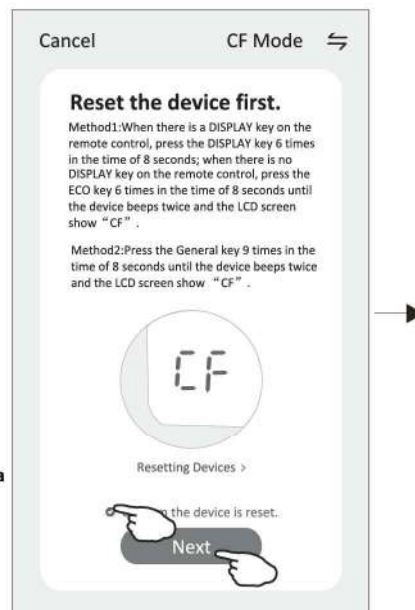 Cancel CF Mode
Reset the device first.
Method1:When there is a DISPLAY key on the
remote control, press the DISPLAY key 6 times
in the time of 8 seconds; when there is no
DISPLAY key on the remote control, press the
ECO key 6 times in the time of 8 seconds until
the device beeps twice and the LCD screen
show “CF” .
Method2:Press the General key 9 times in the
time of 8 seconds until the device beeps twice
and the LCD screen show “CF” .
CF
Resetting Devices >
the device is reset.
Next